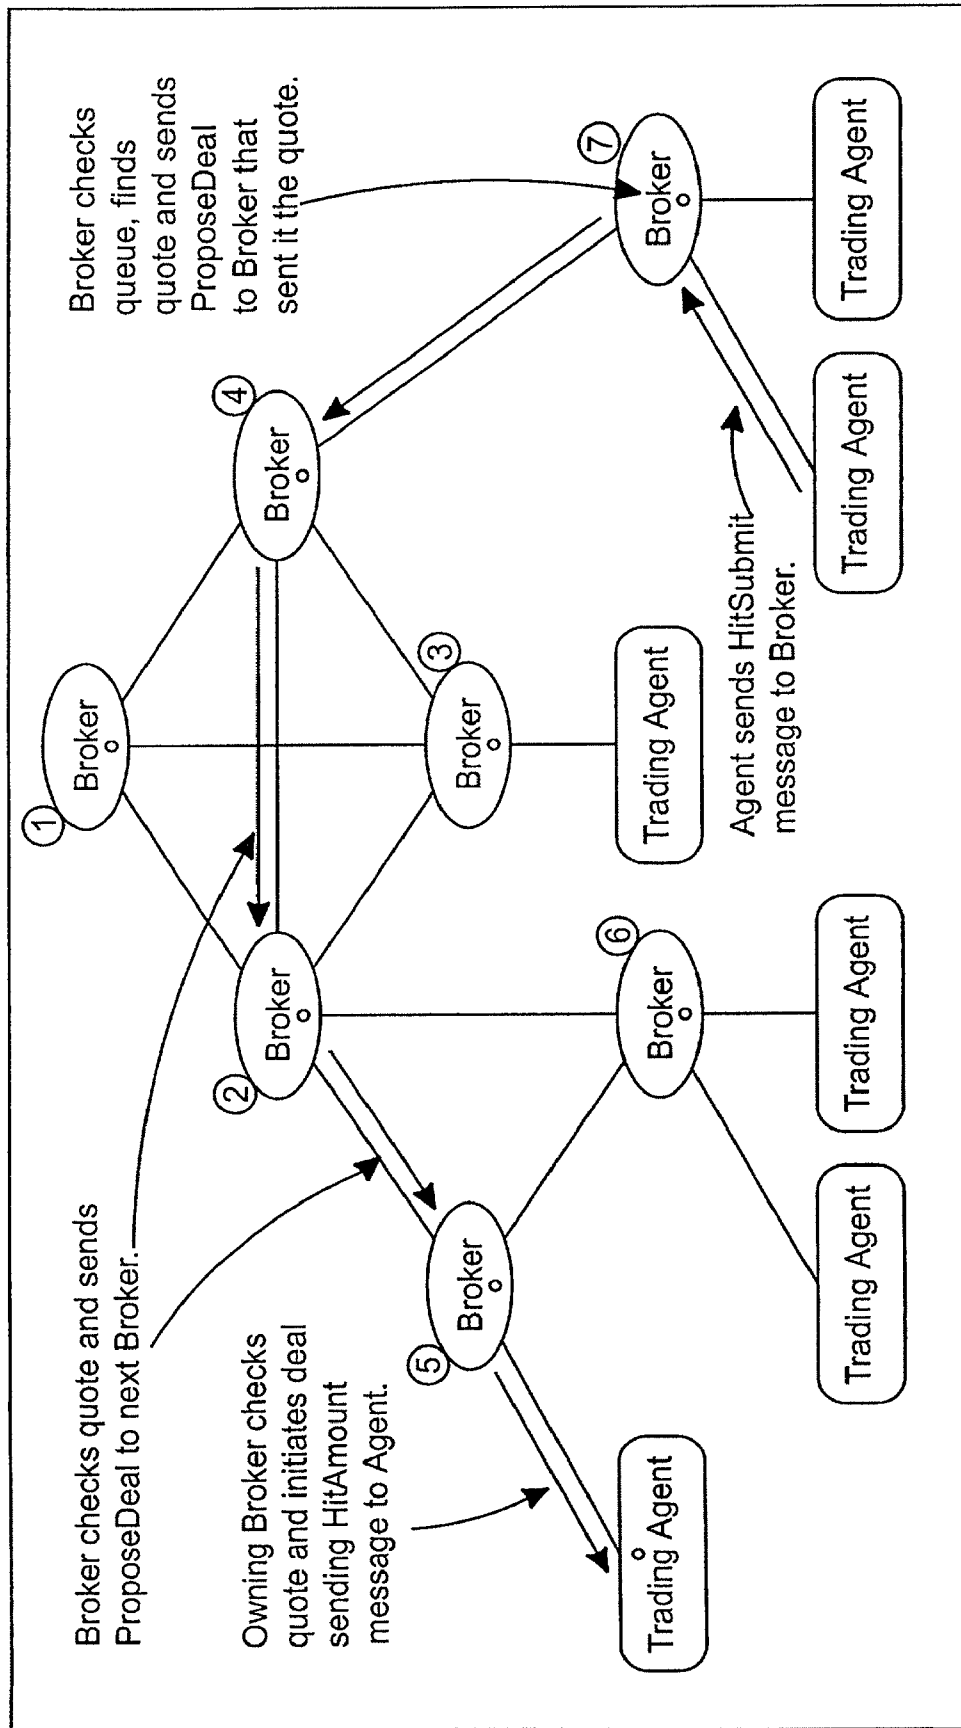 Broker checks quote and sends
ProposeDeal to next Broker.
Owning Broker checks
quote and initiates deal
sending HitAmount
message to Agent.
Broker checks
queue, finds
quote and sends
ProposeDeal
to Broker that
sent it the quote.
1
Broker
2
Broker
4
Broker
5
Broker
3
Broker
6
Broker
7
Broker
Trading Agent
Trading Agent
Agent sends HitSubmit
message to Broker.
Trading Agent
Trading Agent
Trading Agent
Trading Agent